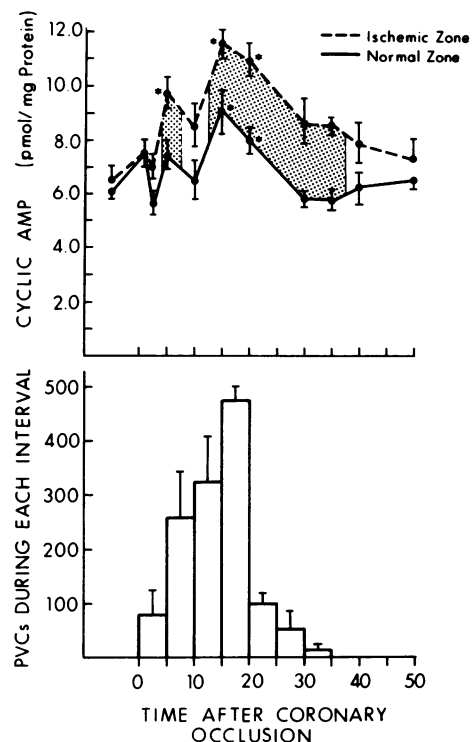 12.0
10.0
8.0
6.0
4.0
2.0
CYCLIC AMP (pmol/mg Protein)
Ischemic Zone
Normal Zone
*
*
*
*
*
500
400
300
200
100
PVCs DURING EACH INTERVAL
0 10 20 30 40 50
TIME AFTER CORONARY
OCCLUSION